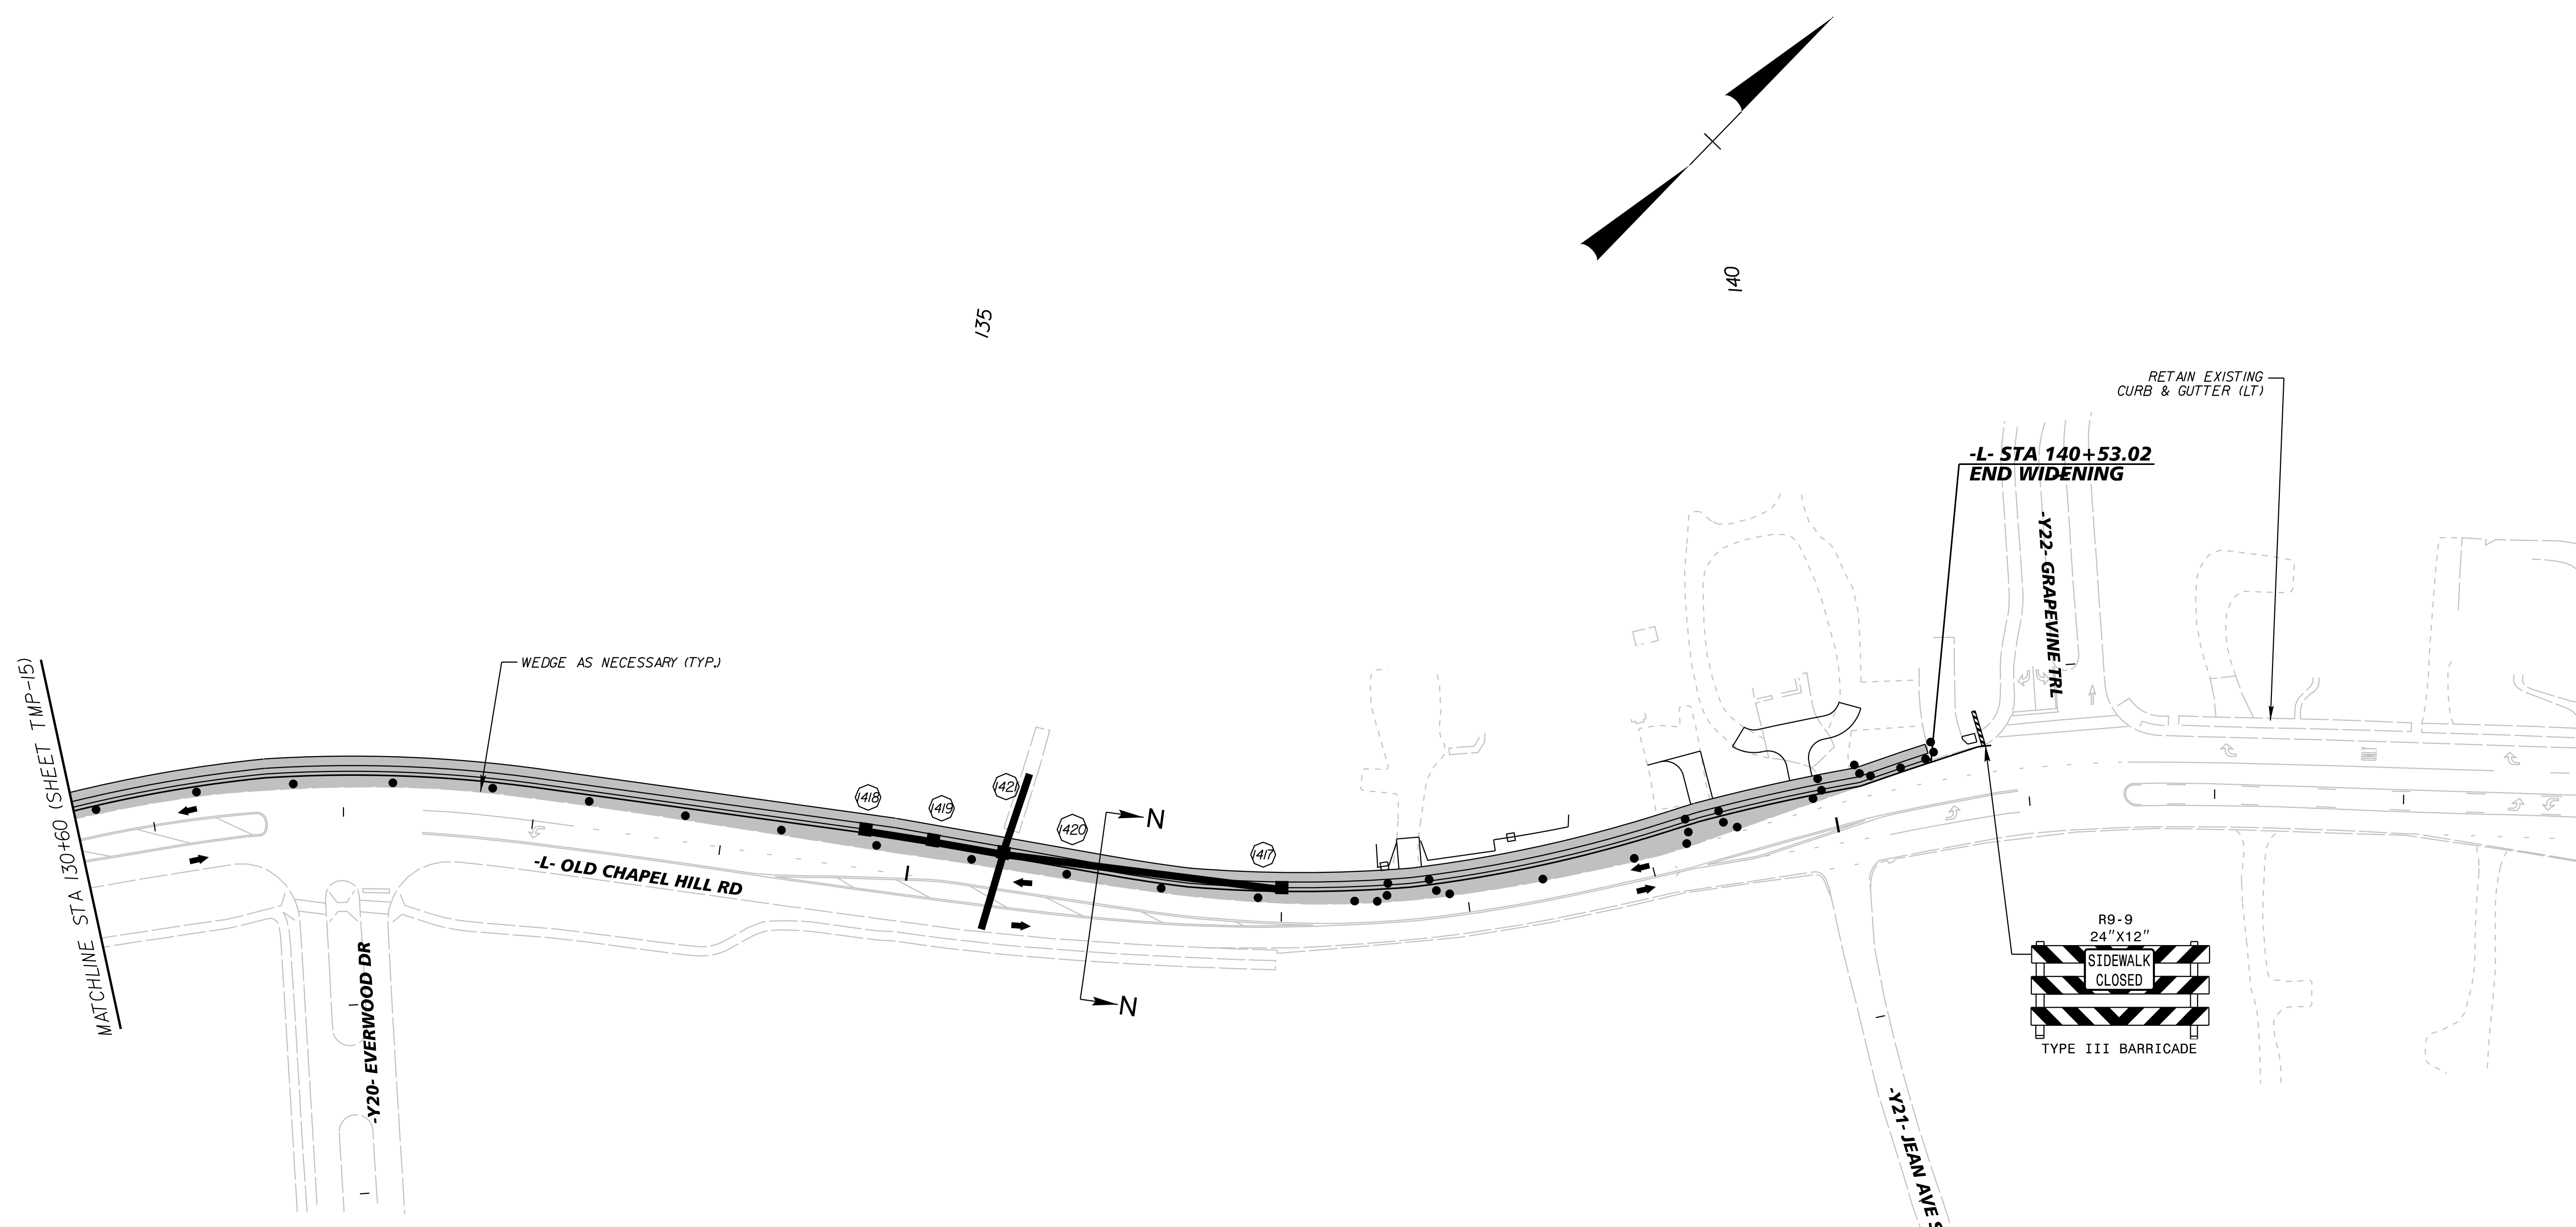 140
135
RETAIN EXISTING
CURB & GUTTER (LT)
-L- STA 140+53.02
END WIDENING
-Y22- GRAPEVINE TRL
WEDGE AS NECESSARY (TYP.)
MATCHLINE STA 130+60 (SHEET TMP-15)
1418
1419
1421
1420
1417
N
N
-L- OLD CHAPEL HILL RD
-Y20- EVERWOOD DR
R9-9
24"X12"
SIDEWALK
CLOSED
TYPE III BARRICADE
-Y21- JEAN AVE S